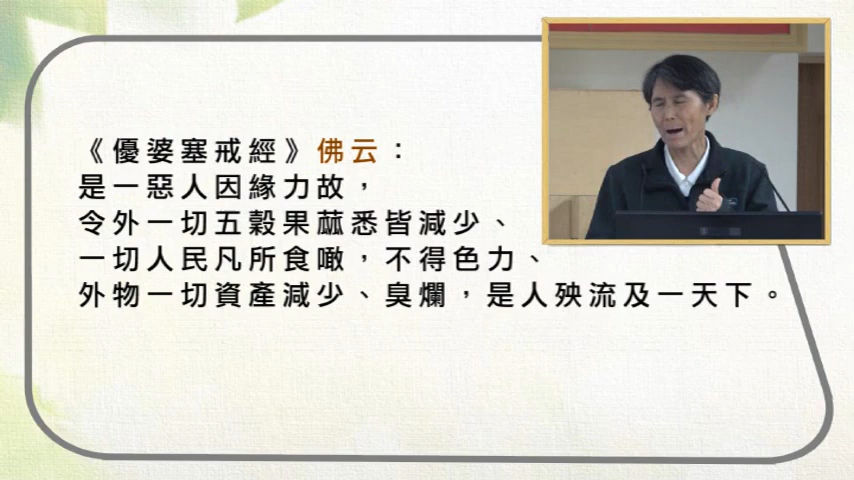 《優婆塞戒經》佛云：
是一惡人因緣力故，
令外一切五穀果蓏悉皆減少、
一切人民凡所食噉，不得色力、
外物一切資產減少、臭爛，是人殃流及一天下。